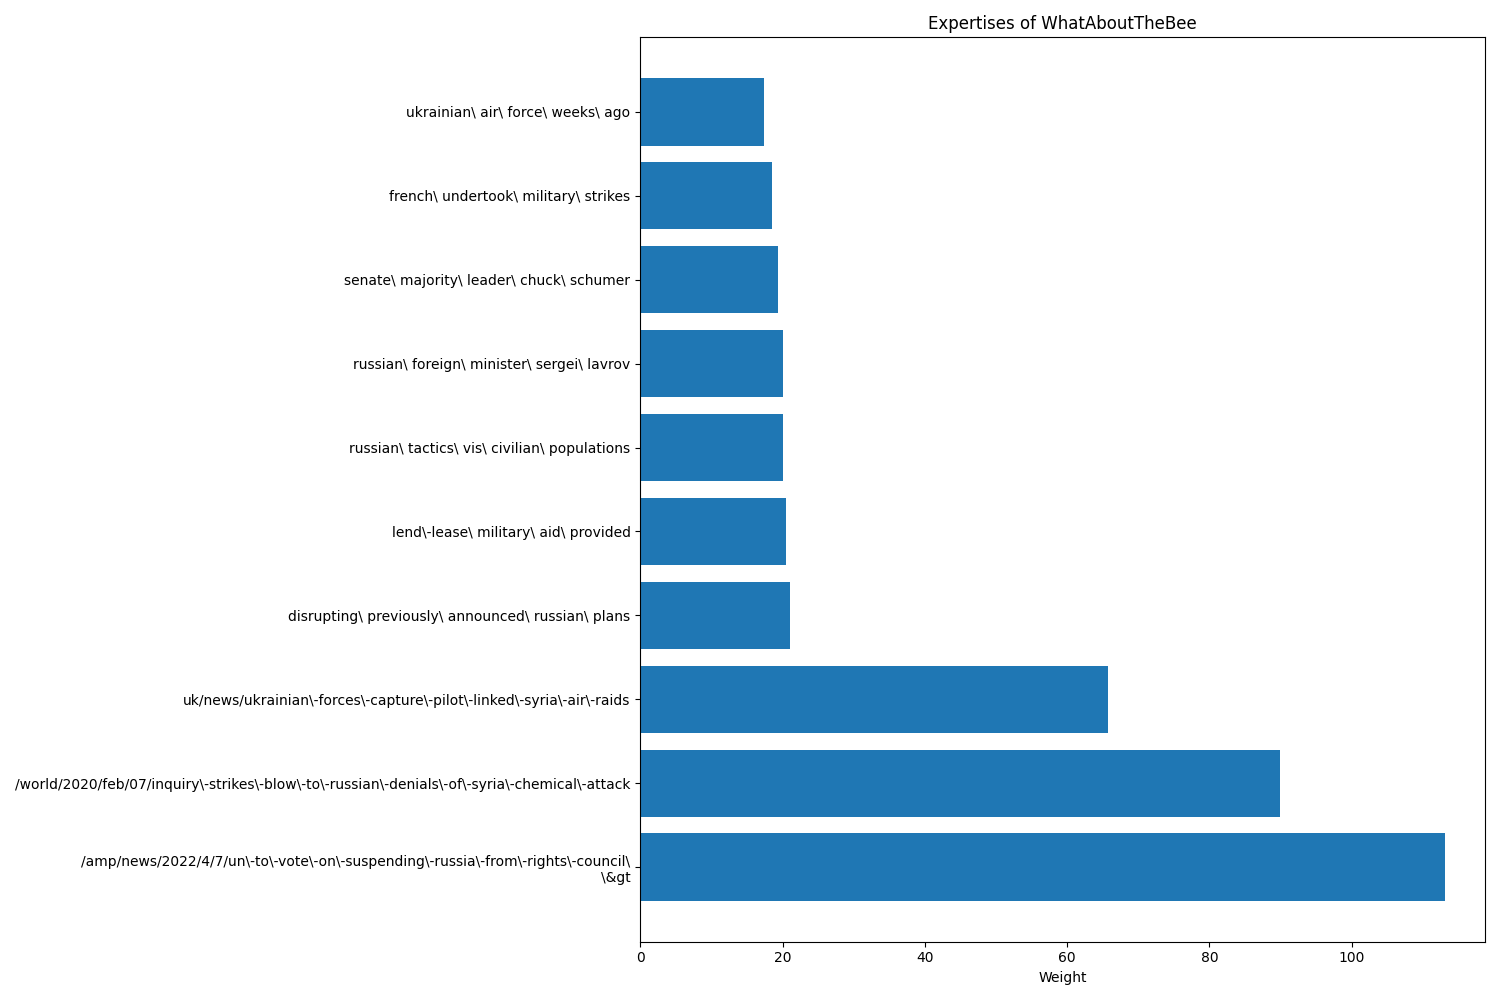 Expertises of WhatAboutTheBee
ukrainian\ air\ force\ weeks\ ago
french\ undertook\ military\ strikes
senate\ majority\ leader\ chuck\ schumer
russian\ foreign\ minister\ sergei\ lavrov
russian\ tactics\ vis\ civilian\ populations
lend\-lease\ military\ aid\ provided
disrupting\ previously\ announced\ russian\ plans
uk/news/ukrainian\-forces\-capture\-pilot\-linked\-syria\-air\-raids
/world/2020/feb/07/inquiry\-strikes\-blow\-to\-russian\-denials\-of\-syria\-chemical\-attack
/amp/news/2022/4/7/un\-to\-vote\-on\-suspending\-russia\-from\-rights\-council\
\&gt
0 20 40 60 80 100
Weight